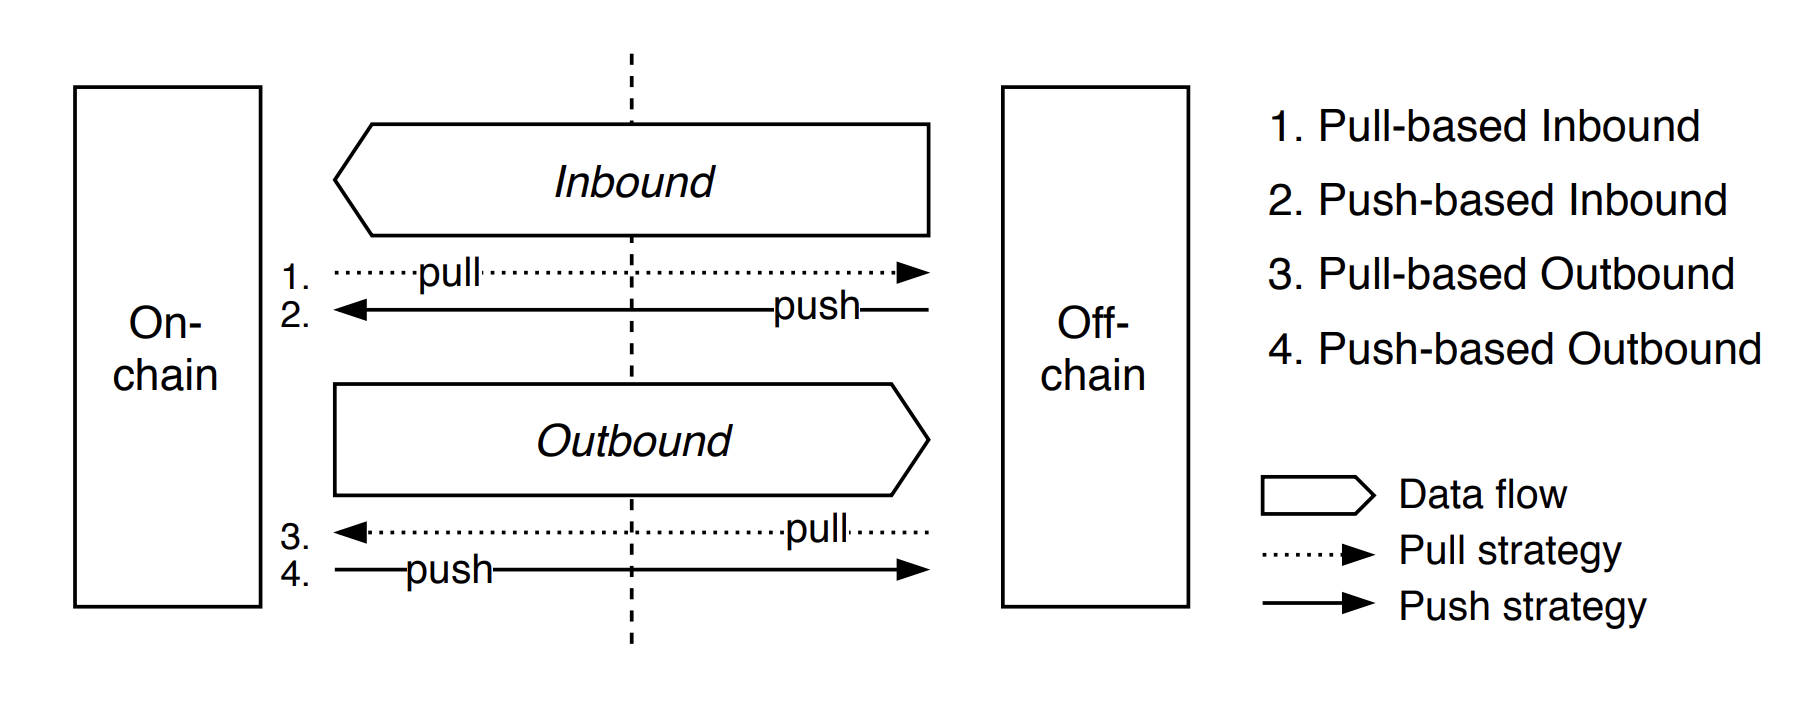 On-
chain
Inbound
1. pull
2. push
Outbound
3. pull
4. push
Off-
chain
1. Pull-based Inbound
2. Push-based Inbound
3. Pull-based Outbound
4. Push-based Outbound
Data flow
Pull strategy
Push strategy